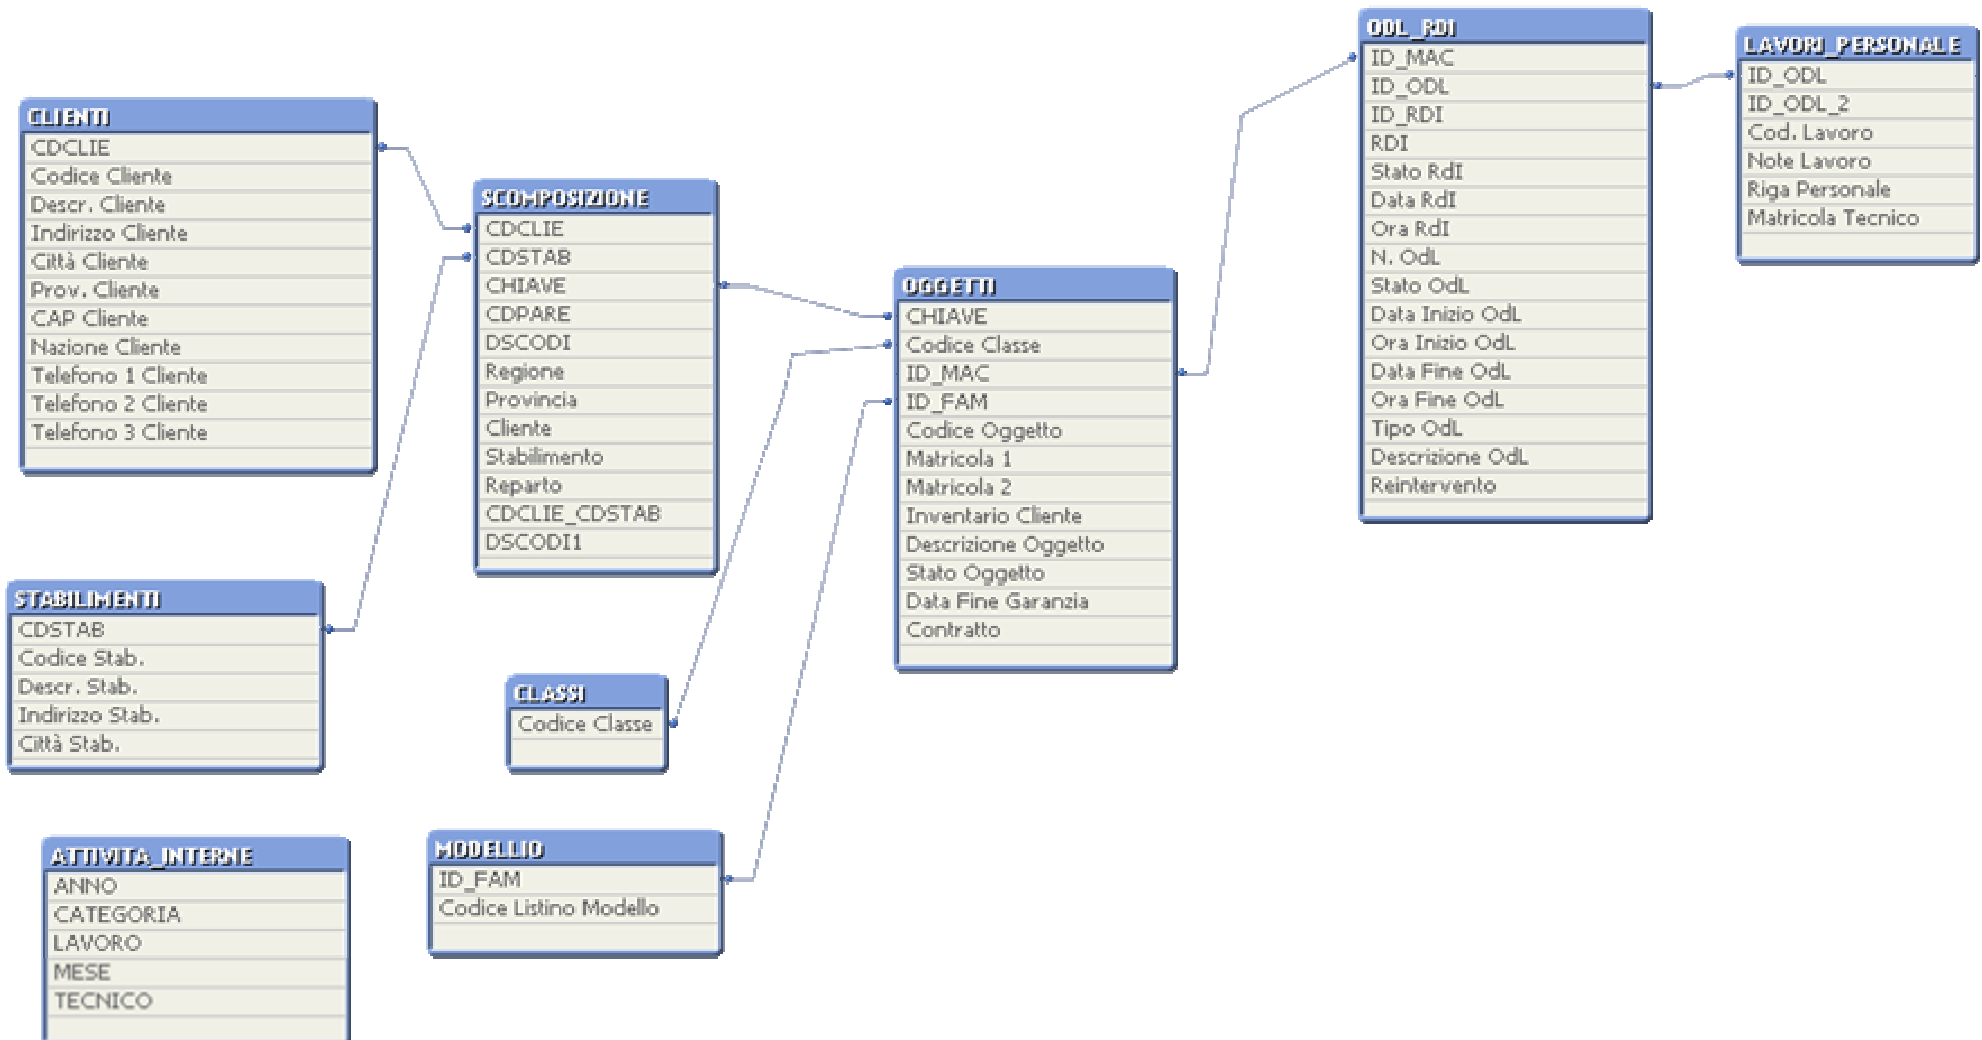 CLIENTI
CDCLIE
Codice Cliente
Descr. Cliente
Indirizzo Cliente
Città Cliente
Prov. Cliente
CAP Cliente
Nazione Cliente
Telefono 1 Cliente
Telefono 2 Cliente
Telefono 3 Cliente
STABILIMENTI
CDSTAB
Codice Stab.
Descr. Stab.
Indirizzo Stab.
Città Stab.
ATTIVITA_INTERNE
ANNO
CATEGORIA
LAVORO
MESE
TECNICO
SCOMPOSIZIONE
CDCLIE
CDSTAB
CHIAVE
CDPARE
DSCODI
Regione
Provincia
Cliente
Stabilimento
Reparto
CDCLIE_CDSTAB
DSCODI1
CLASSI
Codice Classe
MODELLIO
ID_FAM
Codice Listino Modello
OGGETTI
CHIAVE
Codice Classe
ID_MAC
ID_FAM
Codice Oggetto
Matricola 1
Matricola 2
Inventario Cliente
Descrizione Oggetto
Stato Oggetto
Data Fine Garanzia
Contratto
ODL_RDI
ID_MAC
ID_ODL
ID_RDI
RDI
Stato RdI
Data RdI
Ora RdI
N. OdL
Stato OdL
Data Inizio OdL
Ora Inizio OdL
Data Fine OdL
Ora Fine OdL
Tipo OdL
Descrizione OdL
Reintervento
LAVORI_PERSONALE
ID_ODL
ID_ODL_2
Cod. Lavoro
Note Lavoro
Riga Personale
Matricola Tecnico